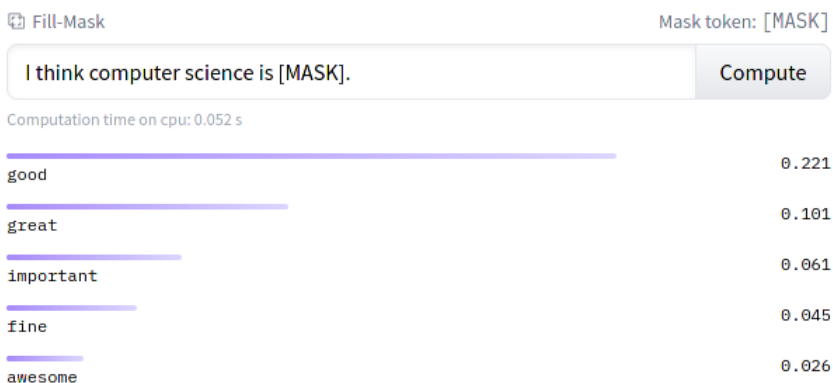 Fill-Mask Mask token: [MASK]
I think computer science is [MASK]. Compute
Computation time on cpu: 0.052 s
good 0.221
great 0.101
important 0.061
fine 0.045
awesome 0.026